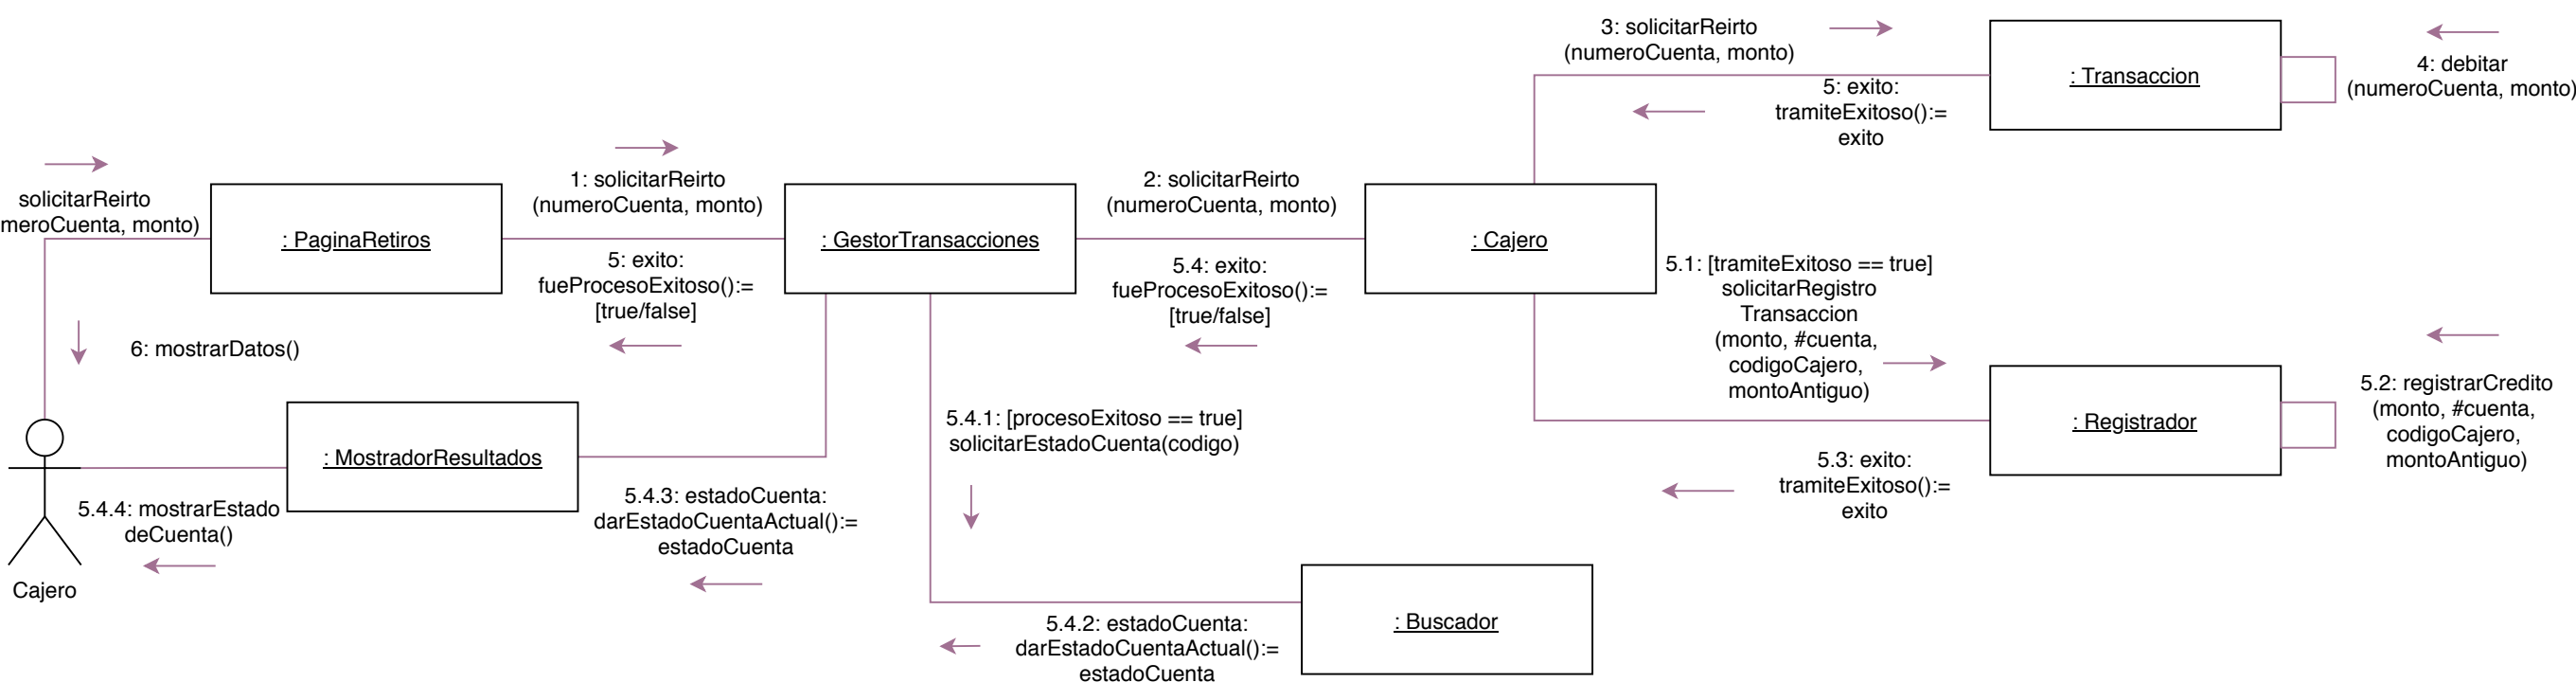 3: solicitarReirto
(numeroCuenta, monto)
: Transaccion
4: debitar
(numeroCuenta, monto)
5: exito:
tramiteExitoso():=
exito
solicitarReirto
meroCuenta, monto)
: PaginaRetiros
1: solicitarReirto
(numeroCuenta, monto)
5: exito:
fueProcesoExitoso():=
[true/false]
: GestorTransacciones
2: solicitarReirto
(numeroCuenta, monto)
5.4: exito:
fueProcesoExitoso():=
[true/false]
: Cajero
5.1: [tramiteExitoso == true]
solicitarRegistro
Transaccion
(monto, #cuenta,
codigoCajero,
montoAntiguo)
: Registrador
5.2: registrarCredito
(monto, #cuenta,
codigoCajero,
montoAntiguo)
5.3: exito:
tramiteExitoso():=
exito
6: mostrarDatos()
: MostradorResultados
5.4.1: [procesoExitoso == true]
solicitarEstadoCuenta(codigo)
5.4.4: mostrarEstado
deCuenta()
5.4.3: estadoCuenta:
darEstadoCuentaActual():=
estadoCuenta
Cajero
5.4.2: estadoCuenta:
darEstadoCuentaActual():=
estadoCuenta
: Buscador